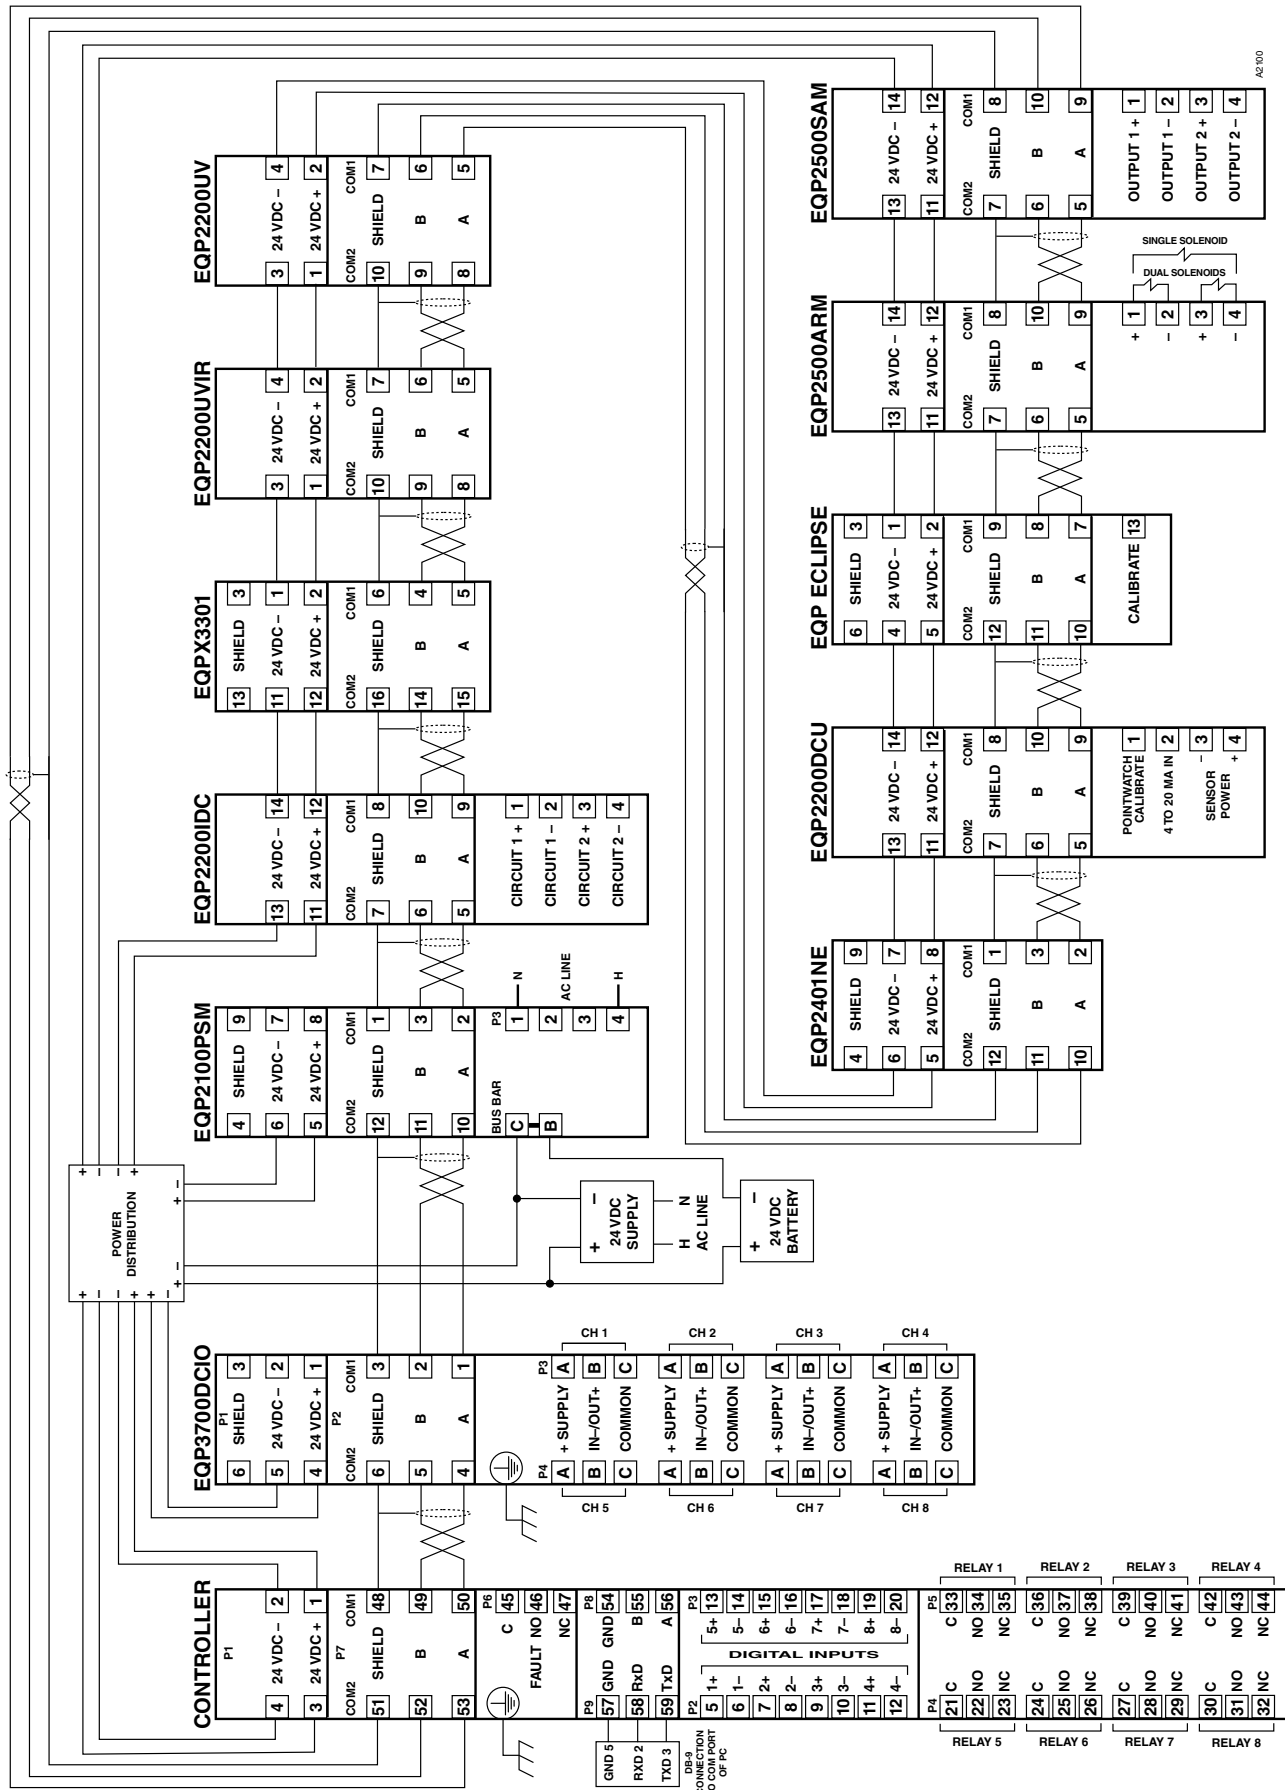 CONTROLLER
P1
4 24 VDC – 2
3 24 VDC + 1
P7
COM2 COM1
51 SHIELD 48
52 B 49
53 A 50
P6
C 45
FAULT NO 46
NC 47
P9 P8
57 GND GND 54
58 RxD B 55
59 TxD A 56
GND 5
RXD 2
TXD 3
DB-9
P2 P3
5 1+ 5+ 13
6 1– 5– 14
7 2+ 6+ 15
8 2– 6– 16
DIGITAL INPUTS
9 3+ 7+ 17
10 3– 7– 18
11 4+ 8+ 19
12 4– 8– 20
P4 P5
RELAY 5
21 C C 33
22 NO NO 34
23 NC NC 35
RELAY 1
RELAY 6
24 C C 36
25 NO NO 37
26 NC NC 38
RELAY 2
RELAY 7
27 C C 39
28 NO NO 40
29 NC NC 41
RELAY 3
RELAY 8
30 C C 42
31 NO NO 43
32 NC NC 44
RELAY 4
OF PC
EQP3700DCIO
P1
6 SHIELD 3
5 24 VDC – 2
4 24 VDC + 1
P2
COM2 COM1
6 SHIELD 3
5 B 2
4 A 1
P4 P3
CH 5
A + SUPPLY A
B IN–/OUT+ B
C COMMON C
CH 1
CH 6
A + SUPPLY A
B IN–/OUT+ B
C COMMON C
CH 2
CH 7
A + SUPPLY A
B IN–/OUT+ B
C COMMON C
CH 3
CH 8
A + SUPPLY A
B IN–/OUT+ B
C COMMON C
CH 4
+ +
– –
– –
+ +
+
–
POWER
DISTRIBUTION
+ – + –
+ –
24 VDC
SUPPLY
H N
AC LINE
+ –
24 VDC
BATTERY
EQP2100PSM
4 SHIELD 9
6 24 VDC – 7
5 24 VDC + 8
COM2 COM1
12 SHIELD 1
11 B 3
10 A 2
BUS BAR P3
C 1 N
B 2 AC LINE
3
4 H
EQP2200IDC
13 24 VDC – 14
11 24 VDC + 12
COM2 COM1
7 SHIELD 8
6 B 10
5 A 9
CIRCUIT 1 + 1
CIRCUIT 1 – 2
CIRCUIT 2 + 3
CIRCUIT 2 – 4
EQPX3301
13 SHIELD 3
11 24 VDC – 1
12 24 VDC + 2
COM2 COM1
16 SHIELD 6
14 B 4
15 A 5
EQP2200UVIR
3 24 VDC – 4
1 24 VDC + 2
COM2 COM1
10 SHIELD 7
9 B 6
8 A 5
EQP2200UV
3 24 VDC – 4
1 24 VDC + 2
COM2 COM1
10 SHIELD 7
9 B 6
8 A 5
EQP2401NE
4 SHIELD 9
6 24 VDC – 7
5 24 VDC + 8
COM2 COM1
12 SHIELD 1
11 B 3
10 A 2
EQP2200DCU
13 24 VDC – 14
11 24 VDC + 12
COM2 COM1
7 SHIELD 8
6 B 10
5 A 9
POINTWATCH
CALIBRATE 1
4 TO 20 MA IN 2
– 3
SENSOR
POWER
+ 4
EQP ECLIPSE
6 SHIELD 3
4 24 VDC – 1
5 24 VDC + 2
COM2 COM1
12 SHIELD 9
11 B 8
10 A 7
CALIBRATE 13
EQP2500ARM
13 24 VDC – 14
11 24 VDC + 12
COM2 COM1
7 SHIELD 8
6 B 10
5 A 9
+ 1
– 2
+ 3
– 4
DUAL SOLENOIDS
SINGLE SOLENOID
EQP2500SAM
13 24 VDC – 14
11 24 VDC + 12
COM2 COM1
7 SHIELD 8
6 B 10
5 A 9
OUTPUT 1 + 1
OUTPUT 1 – 2
OUTPUT 2 + 3
OUTPUT 2 – 4
A2100